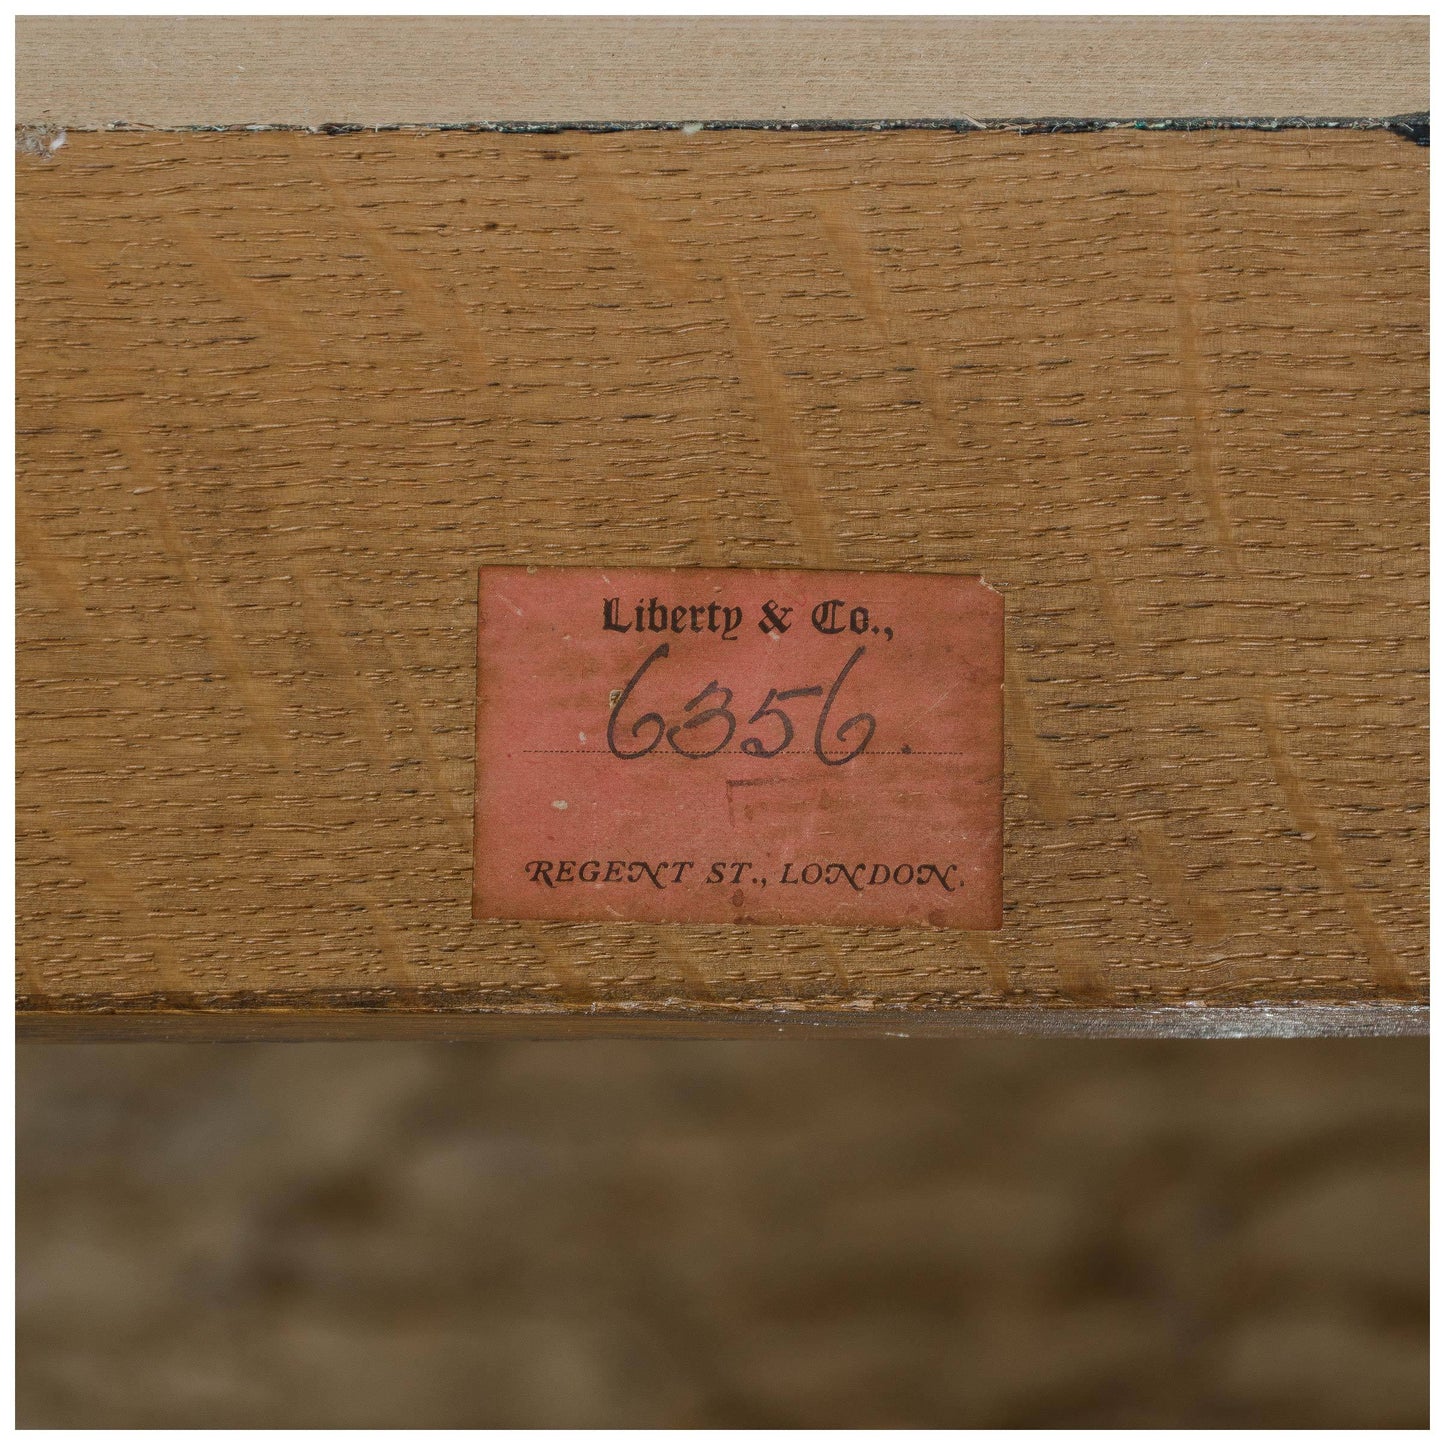 Liberty & Co.,
6356.
REGENT ST., LONDON.